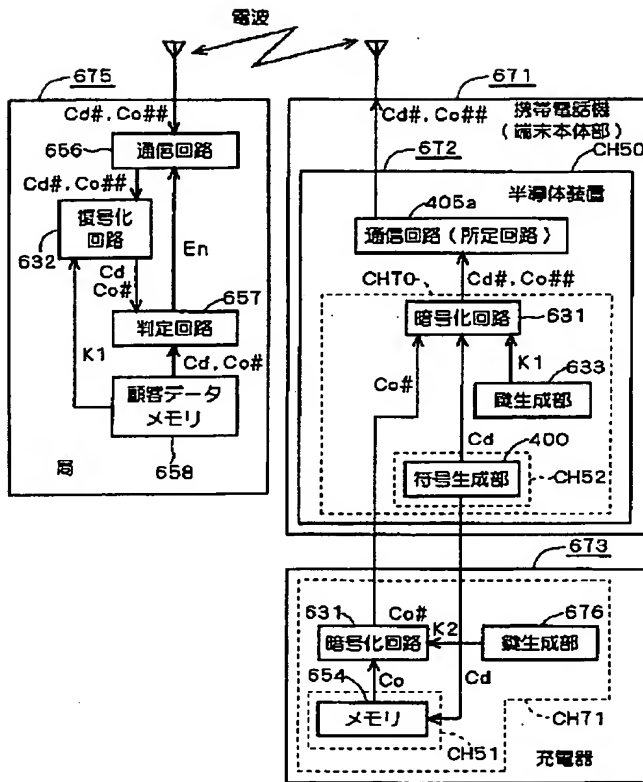 電波
675
Cd#.Co##
656
通信回路
Cd#.Co##
復号化
回路
632
Cd
Co#
En
657
判定回路
K1
Cd.Co#
顧客データ
メモリ
局
658
671
Cd#.Co##
携帯電話機
(端末本体部)
672
CH50
半導体装置
405a
通信回路(所定回路)
CH70
Cd#.Co##
暗号化回路
631
Co#
K1
633
鍵生成部
Cd
400
符号生成部
CH52
673
631
Co#
676
暗号化回路
K2
鍵生成部
654
Co
Cd
メモリ
CH51
CH71
充電器